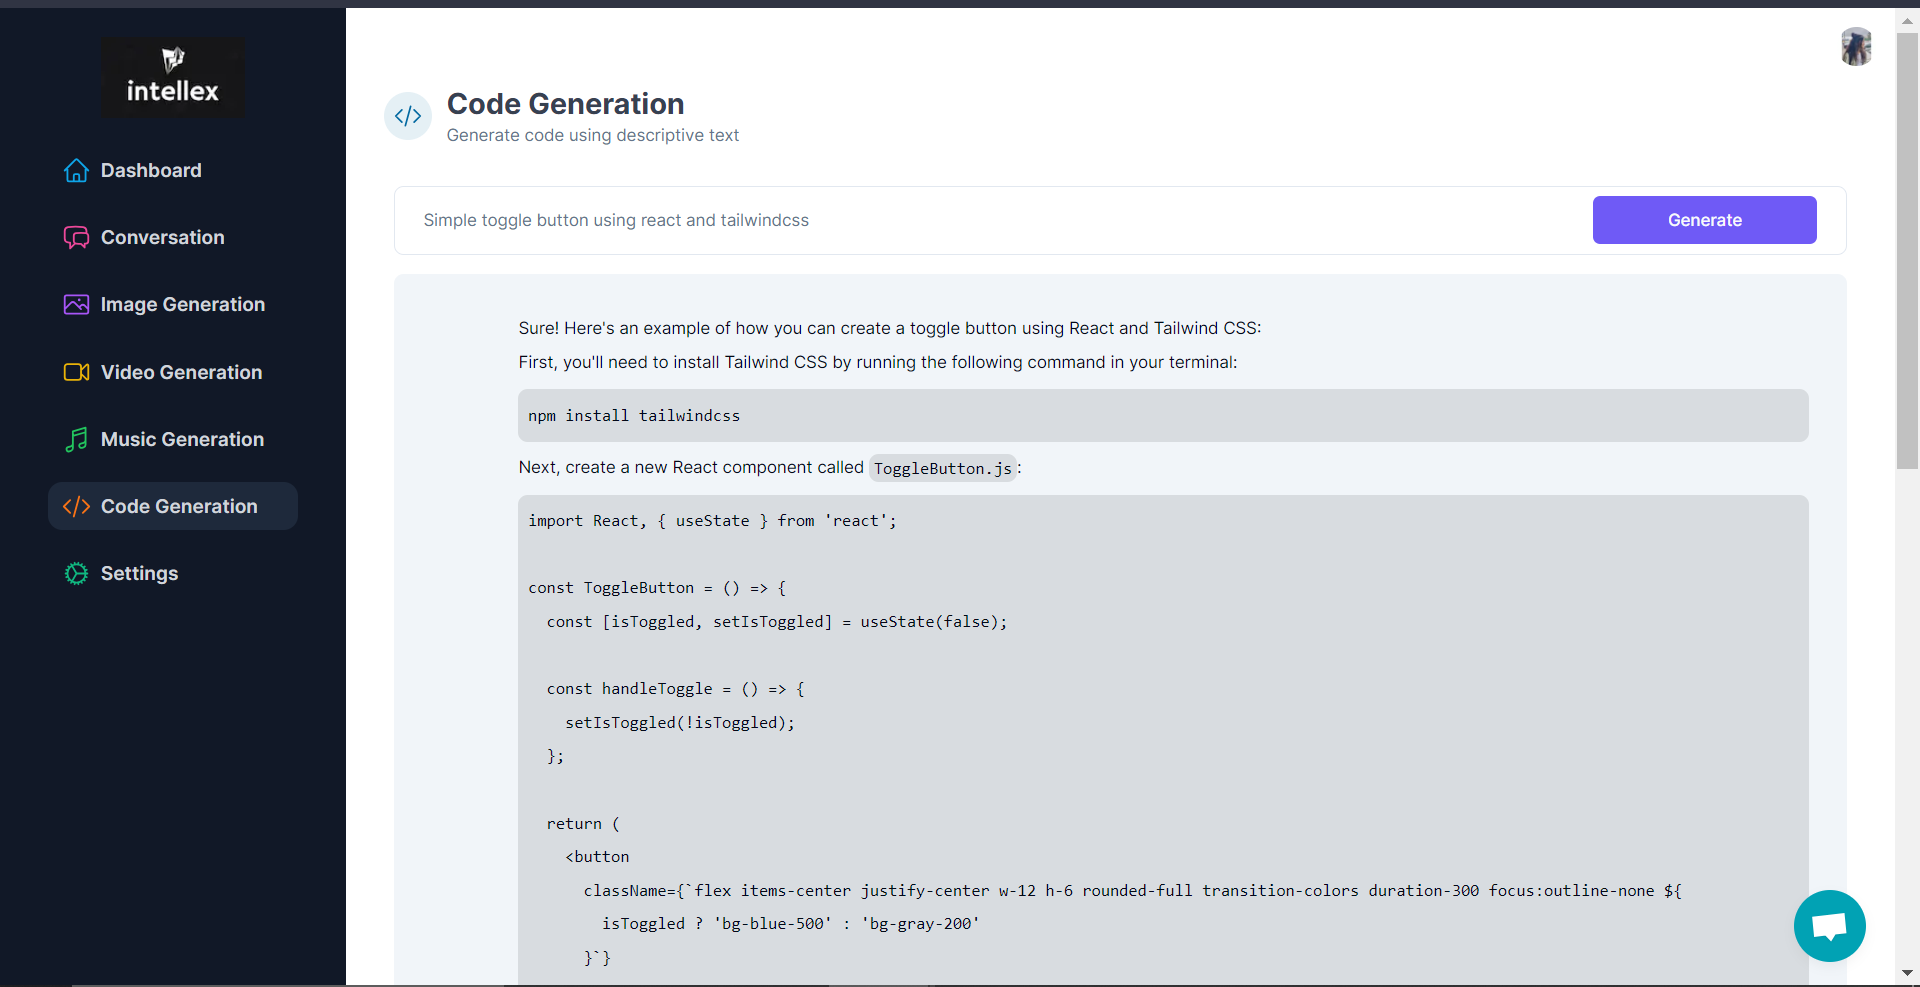 intellex
Dashboard
Conversation
Image Generation
Video Generation
Music Generation
Code Generation
Settings
Code Generation
Generate code using descriptive text
Simple toggle button using react and tailwindcss
Generate
Sure! Here's an example of how you can create a toggle button using React and Tailwind CSS:
First, you'll need to install Tailwind CSS by running the following command in your terminal:
npm install tailwindcss
Next, create a new React component called ToggleButton.js:
import React, { useState } from 'react';
const ToggleButton = () => {
  const [isToggled, setIsToggled] = useState(false);
  const handleToggle = () => {
    setIsToggled(!isToggled);
  };
  return (
    <button
      className={`flex items-center justify-center w-12 h-6 rounded-full transition-colors duration-300 focus:outline-none ${
        isToggled ? 'bg-blue-500' : 'bg-gray-200'
      }`}